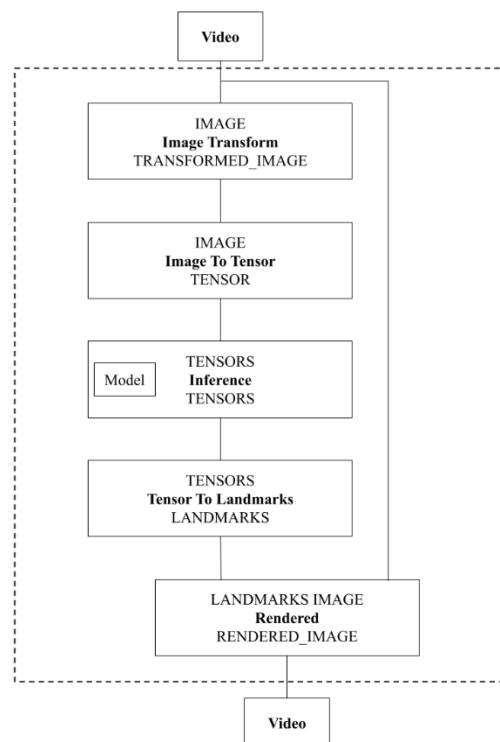 Video
IMAGE
Image Transform
TRANSFORMED_IMAGE
IMAGE
Image To Tensor
TENSOR
TENSORS
Model
Inference
TENSORS
TENSORS
Tensor To Landmarks
LANDMARKS
LANDMARKS IMAGE
Rendered
RENDERED_IMAGE
Video